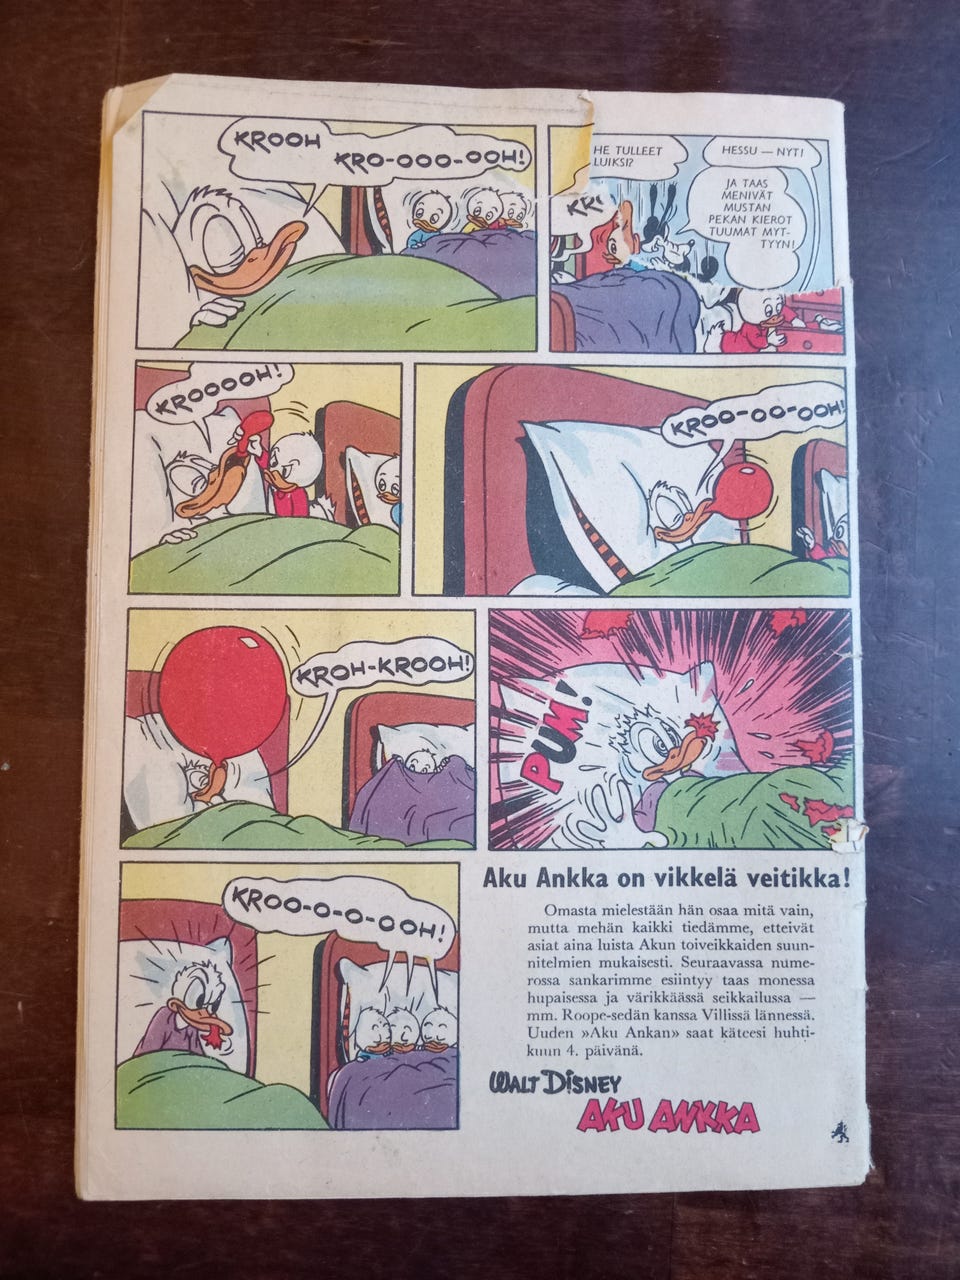 KROOH
KRO-OOO-OOH!
HE TULLEET
LUIKSI?
HESSU — NYT!
JA TAAS
MENIVÄT
MUSTAN
PEKAN KIEROT
TUUMAT MYT-
TYYN!
KROOOOH!
KROO-OO-OOH!
KROH-KROOH!
PUM!
KROO-O-O-OOH!
Aku Ankka on vikkelä veitikka!
Omasta mielestään hän osaa mitä vain,
mutta mehän kaikki tiedämme, etteivät
asiat aina luista Akun toiveikkaiden suun-
nitelmien mukaisesti. Seuraavassa nume-
rossa sankarimme esiintyy taas monessa
hupaisessa ja värikkäässä seikkailussa —
mm. Roope-sedän kanssa Villissä lännessä.
Uuden »Aku Ankan» saat käteesi huhti-
kuun 4. päivänä.
WALT DISNEY
AKU ANKKA